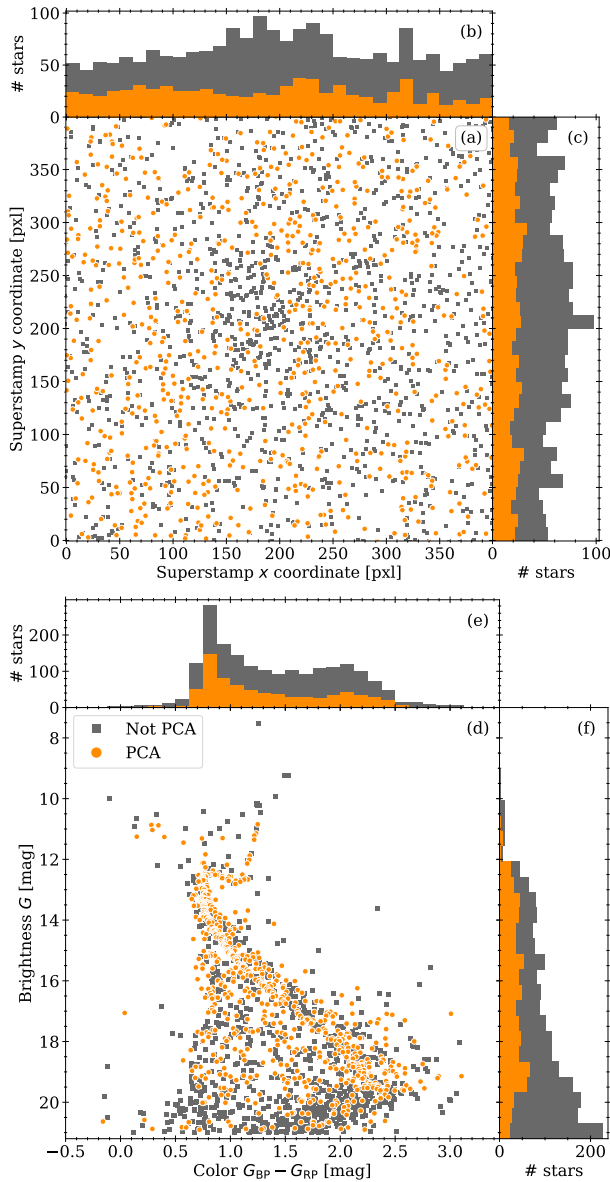 100
50
0
# stars
(b)
(a)
(c)
350
300
250
200
150
100
50
0
Superstamp y coordinate [pxl]
0 50 100 150 200 250 300 350 0 100
Superstamp x coordinate [pxl]
# stars
200
100
0
# stars
(e)
Not PCA
PCA
(d)
(f)
8
10
12
14
16
18
20
Brightness G [mag]
−0.5 0.0 0.5 1.0 1.5 2.0 2.5 3.0 0 200
Color G_BP − G_RP [mag]
# stars